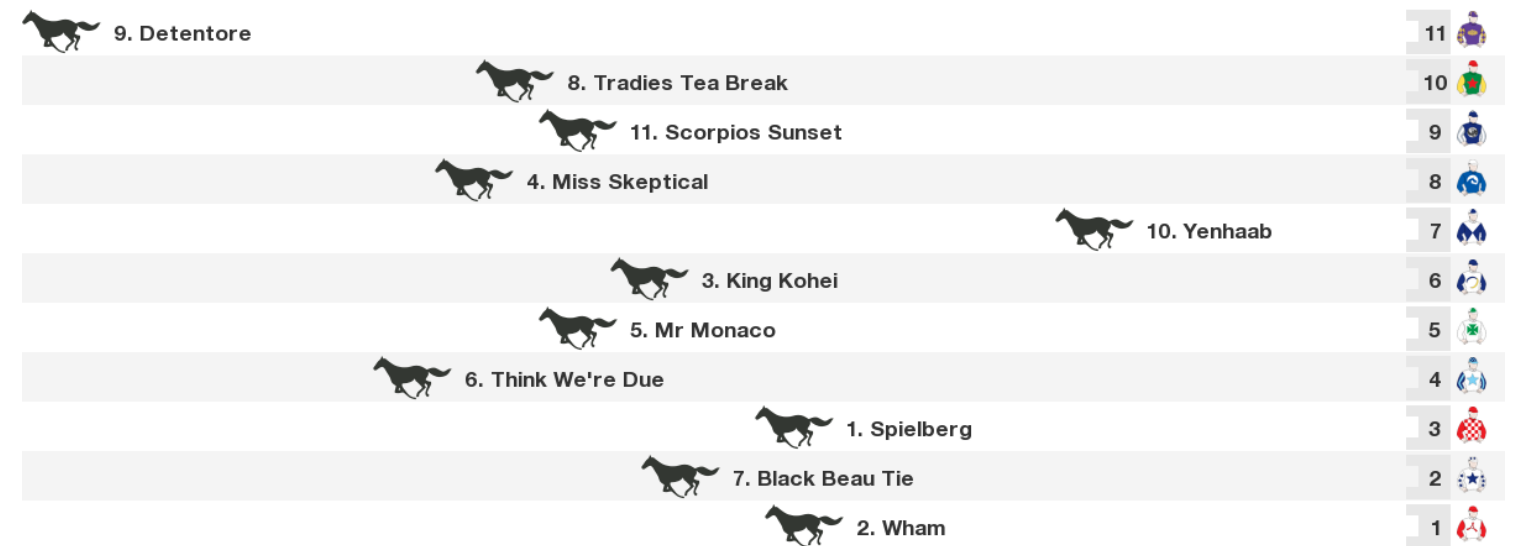 9. Detentore 11
8. Tradies Tea Break 10
11. Scorpios Sunset 9
4. Miss Skeptical 8
10. Yenhaab 7
3. King Kohei 6
5. Mr Monaco 5
6. Think We're Due 4
1. Spielberg 3
7. Black Beau Tie 2
2. Wham 1